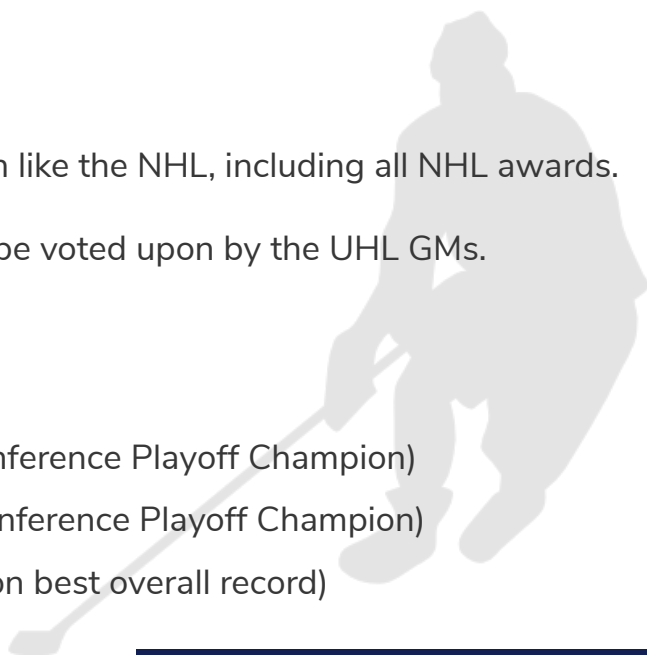 like the NHL, including all NHL awards.
be voted upon by the UHL GMs.
nference Playoff Champion)
nference Playoff Champion)
on best overall record)